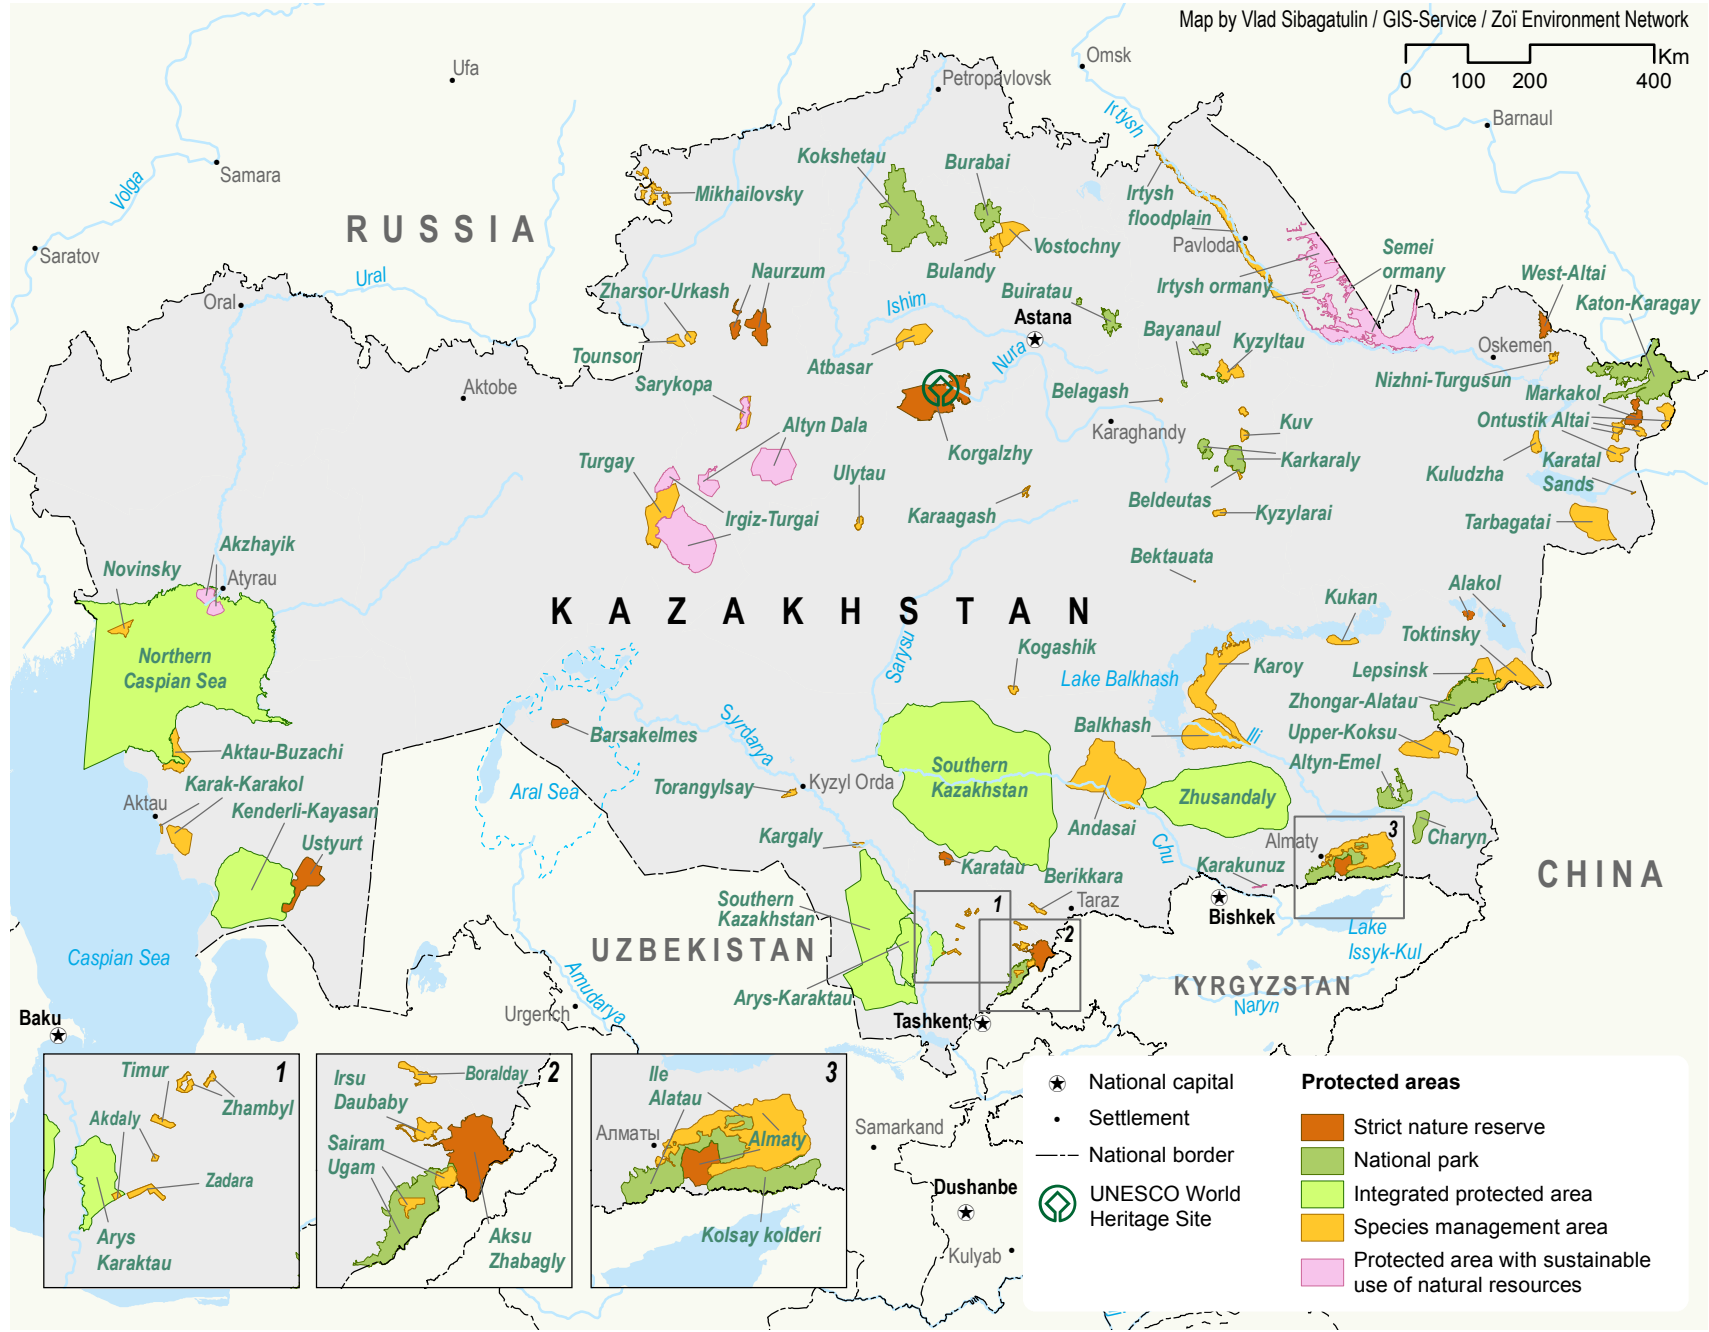 Map by Vlad Sibagatulin / GIS-Service / Zoï Environment Network
Km
0 100 200 400
Omsk
Ufa
Petropavlovsk
Irtysh
Barnaul
Samara
Volga
Kokshetau
Burabai
Mikhailovsky
Irtysh
floodplain
Pavlodar
RUSSIA
Saratov
Vostochny
Semei
ormany
Bulandy
Naurzum
Ural
West-Altai
Zharsor-Urkash
Buiratau
Irtysh ormany
Katon-Karagay
Oral
Ishim
Astana
Bayanaul
Kyzyltau
Oskemen
Tounsor
Nura
Atbasar
Nizhni-Turgusun
Sarykopa
Aktobe
Belagash
Markakol
Ontustik Altai
Altyn Dala
Kuv
Karaghandy
Korgalzhy
Turgay
Karkaraly
Karatal
Sands
Kuludzha
Ulytau
Beldeutas
Karaagash
Kyzylarai
Irgiz-Turgai
Tarbagatai
Akzhayik
Bektauata
Novinsky
Atyrau
Alakol
Kukan
KAZAKHSTAN
Toktinsky
Kogashik
Sarysu
Northern
Caspian Sea
Karoy
Lepsinsk
Lake Balkhash
Zhongar-Alatau
Syrdarya
Balkhash
Ili
Upper-Koksu
Barsakelmes
Aktau-Buzachi
Altyn-Emel
Southern
Kazakhstan
Karak-Karakol
Torangylsay
Kyzyl Orda
Aral Sea
Zhusandaly
Aktau
Kenderli-Kayasan
Andasai
Kargaly
Chu
3
Almaty
Charyn
Ustyurt
Karatau
Karakunuz
Berikkara
CHINA
Southern
Kazakhstan
1
Taraz
Bishkek
2
Lake
Issyk-Kul
UZBEKISTAN
Caspian Sea
KYRGYZSTAN
Arys-Karaktau
Amudarya
Naryn
Urgench
Baku
Tashkent
1
Timur
Zhambyl
Akdaly
Zadara
Arys
Karaktau
2
Irsu
Daubaby
Boralday
Sairam
Ugam
Aksu
Zhabagly
3
Ile
Alatau
Алматы
Almaty
Kolsay kolderi
Samarkand
Dushanbe
Kulyab
National capital
Settlement
National border
UNESCO World
Heritage Site
Protected areas
Strict nature reserve
National park
Integrated protected area
Species management area
Protected area with sustainable
use of natural resources